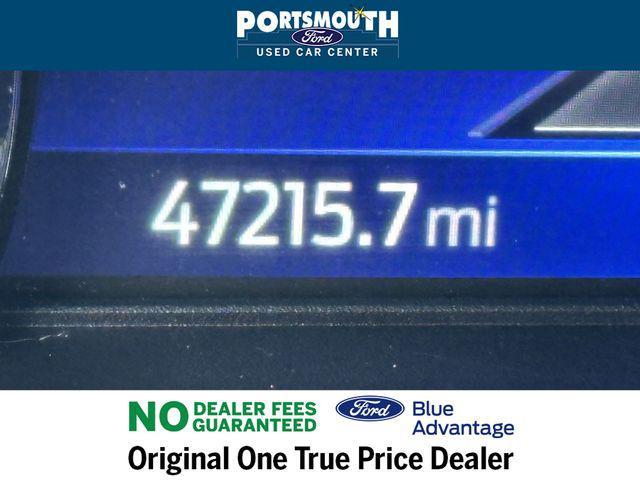 PORTSMOUTH
Ford
USED CAR CENTER
47215.7 mi
NO DEALER FEES
GUARANTEED
Ford Blue
Advantage
Original One True Price Dealer